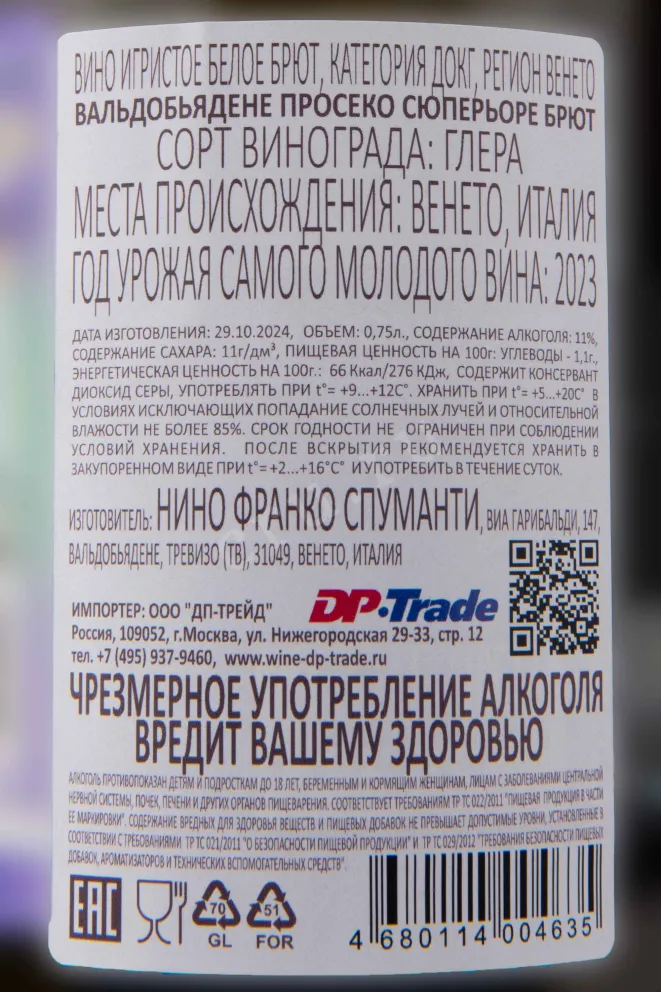 ВИНО ИГРИСТОЕ БЕЛОЕ БРЮТ, КАТЕГОРИЯ ДОКГ, РЕГИОН ВЕНЕТО
ВАЛЬДОБЬЯДЕНЕ ПРОСЕКО СЮПЕРЬОРЕ БРЮТ
СОРТ ВИНОГРАДА: ГЛЕРА
МЕСТА ПРОИСХОЖДЕНИЯ: ВЕНЕТО, ИТАЛИЯ
ГОД УРОЖАЯ САМОГО МОЛОДОГО ВИНА: 2023
ДАТА ИЗГОТОВЛЕНИЯ: 29.10.2024, ОБЪЕМ: 0,75л., СОДЕРЖАНИЕ АЛКОГОЛЯ: 11%,
СОДЕРЖАНИЕ САХАРА: 11г/дм³, ПИЩЕВАЯ ЦЕННОСТЬ НА 100г: УГЛЕВОДЫ - 1,1г.,
ЭНЕРГЕТИЧЕСКАЯ ЦЕННОСТЬ НА 100г.: 66 Ккал/276 КДж, СОДЕРЖИТ КОНСЕРВАНТ
ДИОКСИД СЕРЫ, УПОТРЕБЛЯТЬ ПРИ t°= +9...+12С°. ХРАНИТЬ ПРИ t°= +5...+20С° В
УСЛОВИЯХ ИСКЛЮЧАЮЩИХ ПОПАДАНИЕ СОЛНЕЧНЫХ ЛУЧЕЙ И ОТНОСИТЕЛЬНОЙ
ВЛАЖНОСТИ НЕ БОЛЕЕ 85%. СРОК ГОДНОСТИ НЕ ОГРАНИЧЕН ПРИ СОБЛЮДЕНИИ
УСЛОВИЙ ХРАНЕНИЯ. ПОСЛЕ ВСКРЫТИЯ РЕКОМЕНДУЕТСЯ ХРАНИТЬ В
ЗАКУПОРЕННОМ ВИДЕ ПРИ t°= +2...+16°С° И УПОТРЕБИТЬ В ТЕЧЕНИЕ СУТОК.
ИЗГОТОВИТЕЛЬ: НИНО ФРАНКО СПУМАНТИ, ВИА ГАРИБАЛЬДИ, 147,
ВАЛЬДОБЬЯДЕНЕ, ТРЕВИЗО (ТВ), 31049, ВЕНЕТО, ИТАЛИЯ
ИМПОРТЕР: ООО "ДП-ТРЕЙД" DP·Trade
Россия, 109052, г.Москва, ул. Нижегородская 29-33, стр. 12
тел. +7 (495) 937-9460, www.wine-dp-trade.ru
ЧРЕЗМЕРНОЕ УПОТРЕБЛЕНИЕ АЛКОГОЛЯ
ВРЕДИТ ВАШЕМУ ЗДОРОВЬЮ
АЛКОГОЛЬ ПРОТИВОПОКАЗАН ДЕТЯМ И ПОДРОСТКАМ ДО 18 ЛЕТ, БЕРЕМЕННЫМ И КОРМЯЩИМ ЖЕНЩИНАМ, ЛИЦАМ С ЗАБОЛЕВАНИЯМИ ЦЕНТРАЛЬНОЙ
НЕРВНОЙ СИСТЕМЫ, ПОЧЕК, ПЕЧЕНИ И ДРУГИХ ОРГАНОВ ПИЩЕВАРЕНИЯ. СООТВЕТСТВУЕТ ТРЕБОВАНИЯМ ТР ТС 022/2011 "ПИЩЕВАЯ ПРОДУКЦИЯ В ЧАСТИ
ЕЕ МАРКИРОВКИ". СОДЕРЖАНИЕ ВРЕДНЫХ ДЛЯ ЗДОРОВЬЯ ВЕЩЕСТВ И ПИЩЕВЫХ ДОБАВОК НЕ ПРЕВЫШАЕТ ДОПУСТИМЫЕ УРОВНИ, УСТАНОВЛЕННЫЕ В
СООТВЕТСТВИИ С ТРЕБОВАНИЯМИ ТР ТС 021/2011 "О БЕЗОПАСНОСТИ ПИЩЕВОЙ ПРОДУКЦИИ" И ТР ТС 029/2012 "ТРЕБОВАНИЯ БЕЗОПАСНОСТИ ПИЩЕВЫХ
ДОБАВОК, АРОМАТИЗАТОРОВ И ТЕХНИЧЕСКИХ ВСПОМОГАТЕЛЬНЫХ СРЕДСТВ".
EAC 70 51
GL FOR
4 680114 004635